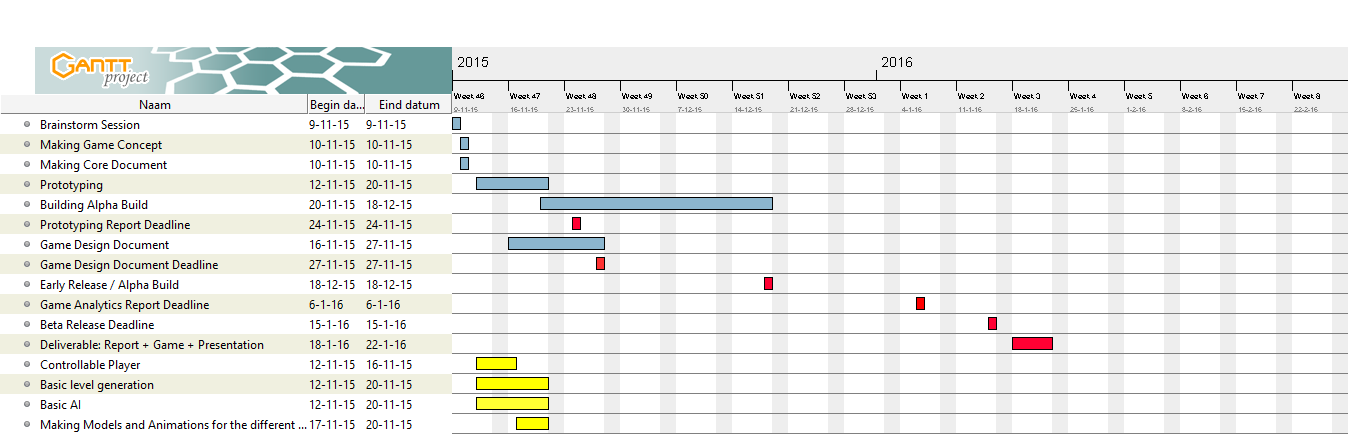 GANTT
project
2015 2016
Naam Begin da... Eind datum
Week 46 Week 47 Week 48 Week 49 Week 50 Week 51 Week 52 Week 53 Week 1 Week 2 Week 3 Week 4 Week 5 Week 6 Week 7 Week 8
9-11-15 16-11-15 23-11-15 30-11-15 7-12-15 14-12-15 21-12-15 28-12-15 4-1-16 11-1-16 18-1-16 25-1-16 1-2-16 8-2-16 15-2-16 22-2-16
Brainstorm Session 9-11-15 9-11-15
Making Game Concept 10-11-15 10-11-15
Making Core Document 10-11-15 10-11-15
Prototyping 12-11-15 20-11-15
Building Alpha Build 20-11-15 18-12-15
Prototyping Report Deadline 24-11-15 24-11-15
Game Design Document 16-11-15 27-11-15
Game Design Document Deadline 27-11-15 27-11-15
Early Release / Alpha Build 18-12-15 18-12-15
Game Analytics Report Deadline 6-1-16 6-1-16
Beta Release Deadline 15-1-16 15-1-16
Deliverable: Report + Game + Presentation 18-1-16 22-1-16
Controllable Player 12-11-15 16-11-15
Basic level generation 12-11-15 20-11-15
Basic AI 12-11-15 20-11-15
Making Models and Animations for the different ... 17-11-15 20-11-15